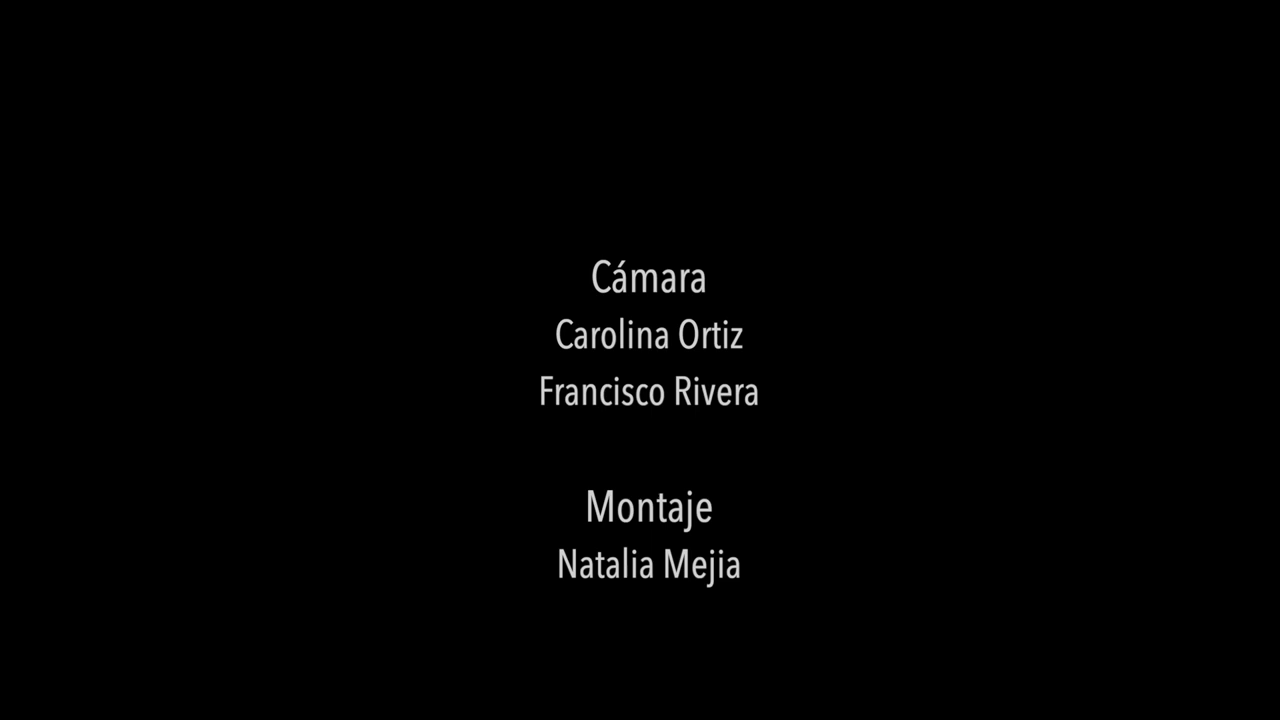 Cámara
Carolina Ortiz
Francisco Rivera
Montaje
Natalia Mejia